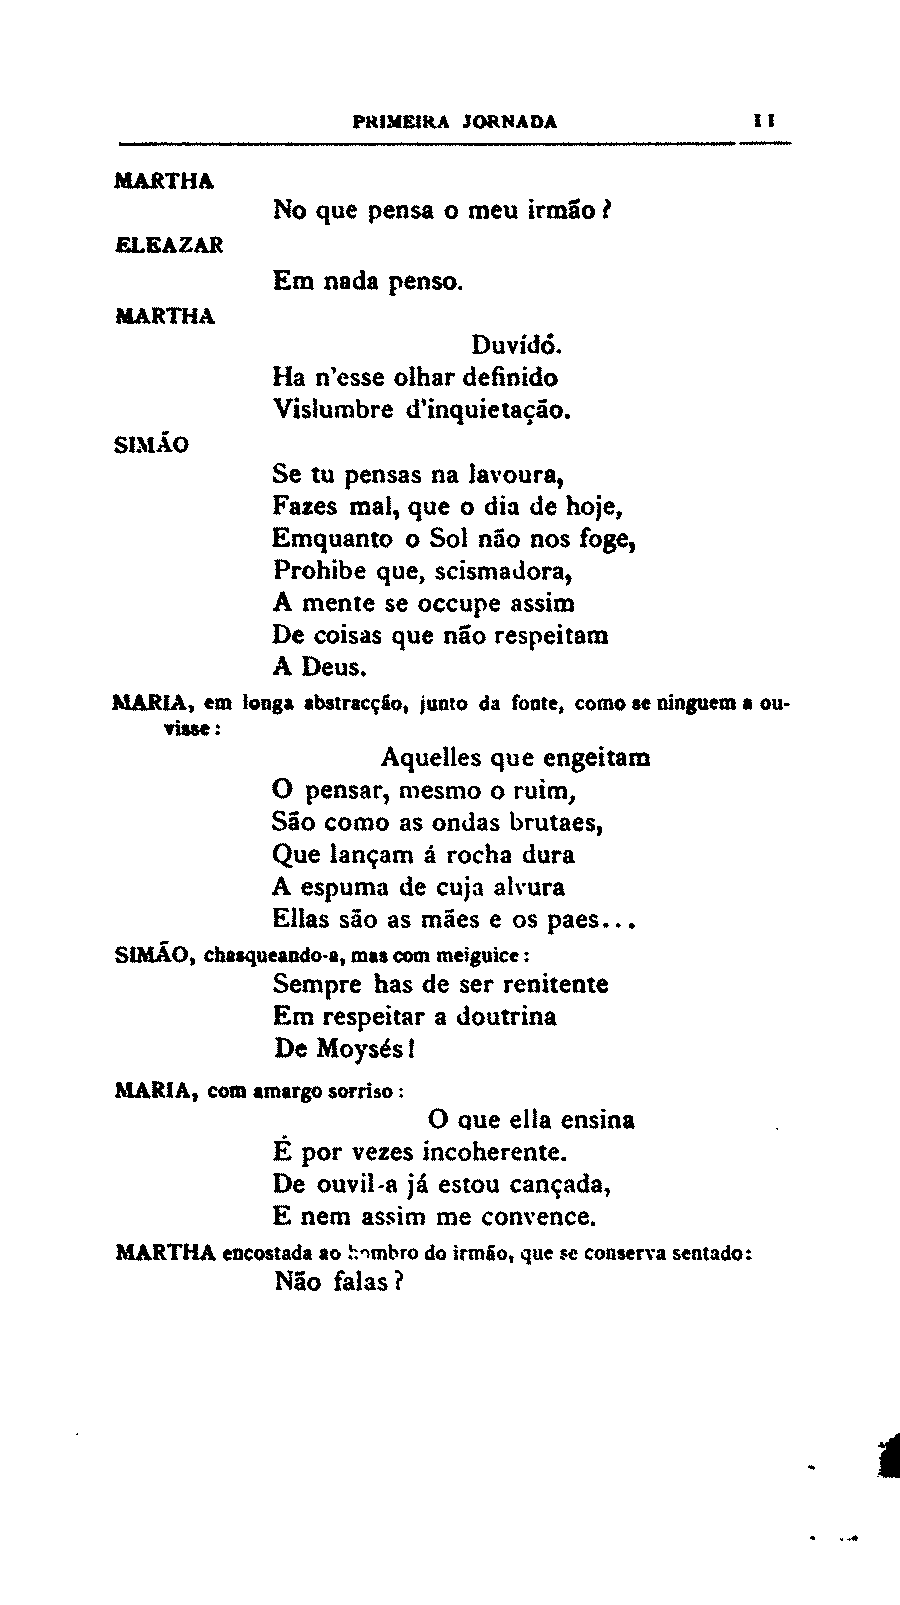 PRIMEIRA JORNADA 11
MARTHA
No que pensa o meu irmão?
ELEAZAR
Em nada penso.
MARTHA
Duvídó.
Ha n'esse olhar definido
Vislumbre d'inquietação.
SIMÃO
Se tu pensas na lavoura,
Fazes mal, que o dia de hoje,
Emquanto o Sol não nos foge,
Prohibe que, scismadora,
A mente se occupe assim
De coisas que não respeitam
A Deus.
MARIA, em longa abstracção, junto da fonte, como se ninguem a ou-
visse:
Aquelles que engeitam
O pensar, mesmo o ruim,
São como as ondas brutaes,
Que lançam á rocha dura
A espuma de cuja alvura
Ellas são as mães e os paes...
SIMÃO, chasqueando-a, mas com meiguice:
Sempre has de ser renitente
Em respeitar a doutrina
De Moysés!
MARIA, com amargo sorriso:
O que ella ensina
É por vezes incoherente.
De ouvil-a já estou cançada,
E nem assim me convence.
MARTHA encostada ao hombro do irmão, que se conserva sentado:
Não falas?